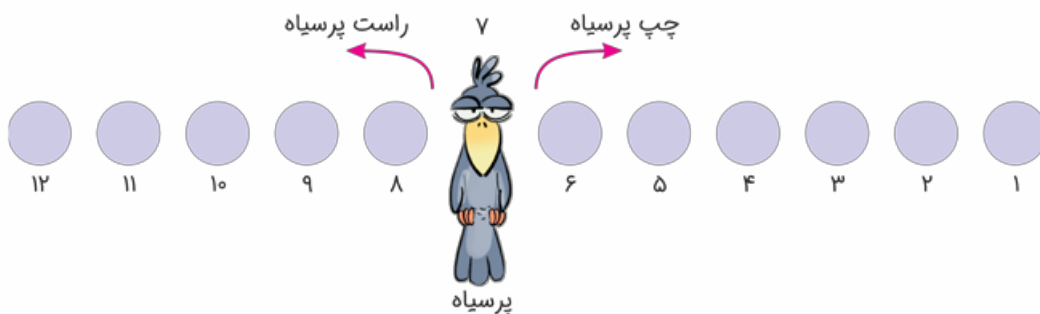 چپ پرسیاه ۷ راست پرسیاه
۱ ۲ ۳ ۴ ۵ ۶ ۸ ۹ ۱۰ ۱۱ ۱۲
پرسیاه